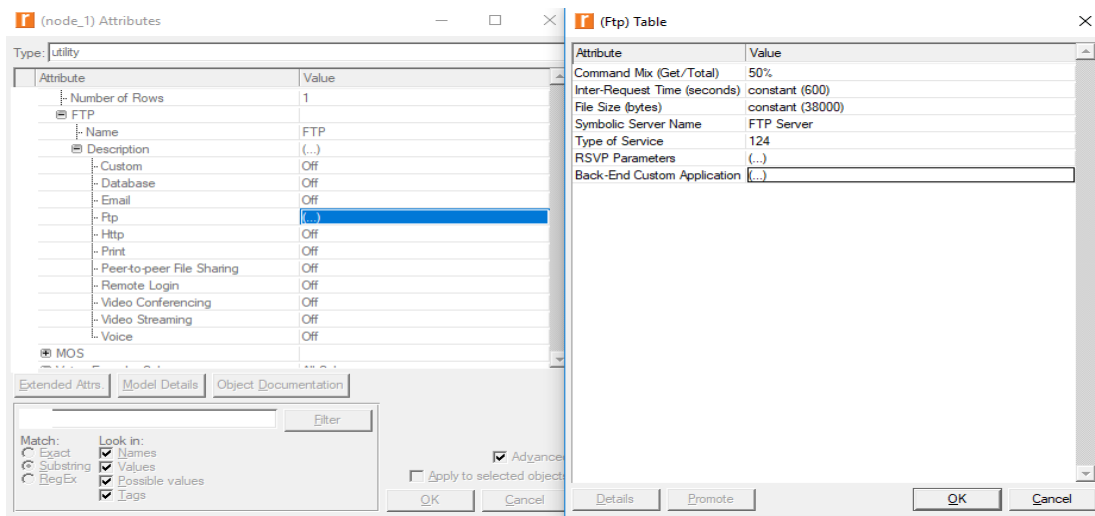 (node_1) Attributes
Type: utility
Attribute Value
Number of Rows 1
FTP
Name FTP
Description (...)
Custom Off
Database Off
Email Off
Ftp (...)
Http Off
Print Off
Peer-to-peer File Sharing Off
Remote Login Off
Video Conferencing Off
Video Streaming Off
Voice Off
MOS
Extended Attrs. Model Details Object Documentation
Filter
Match: Look in:
Exact Names
Substring Values
RegEx Possible values
Tags
Advanced
Apply to selected objects
OK Cancel
(Ftp) Table
Attribute Value
Command Mix (Get/Total) 50%
Inter-Request Time (seconds) constant (600)
File Size (bytes) constant (38000)
Symbolic Server Name FTP Server
Type of Service 124
RSVP Parameters (...)
Back-End Custom Application (...)
Details Promote OK Cancel